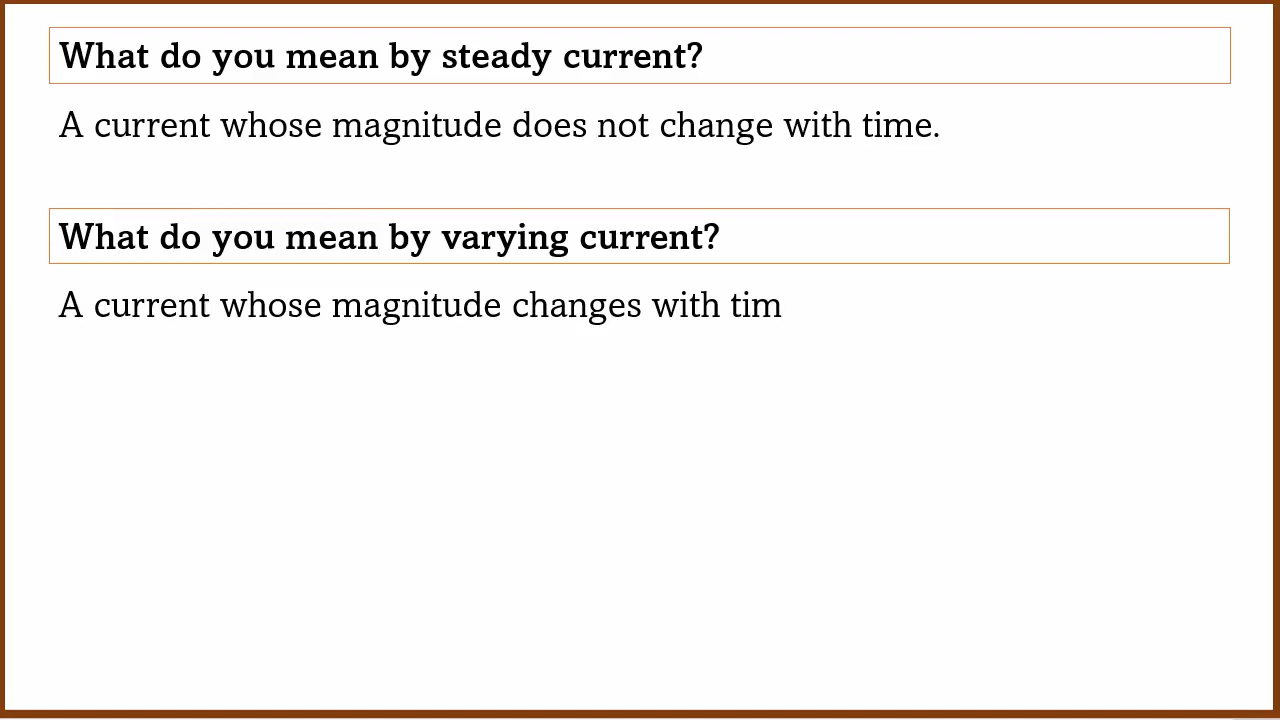 What do you mean by steady current?
A current whose magnitude does not change with time.
What do you mean by varying current?
A current whose magnitude changes with tim